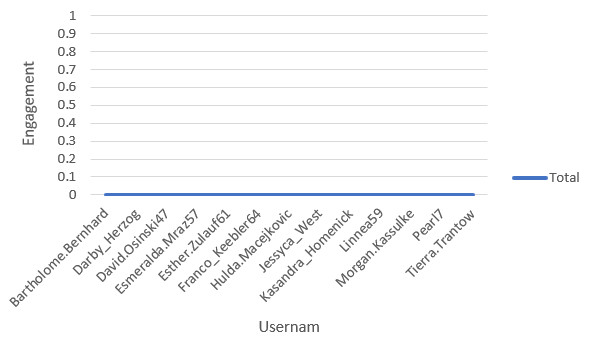 1
0.9
0.8
0.7
0.6
0.5
0.4
0.3
0.2
0.1
0
Engagement
Bartholome.Bernhard
Darby_Herzog
David.Osinski47
Esmeralda.Mraz57
Esther.Zulauf61
Franco_Keebler64
Hulda.Macejkovic
Jessyca_West
Kasandra_Homenick
Linnea59
Morgan.Kassulke
Pearl7
Tierra.Trantow
Usernam
Total